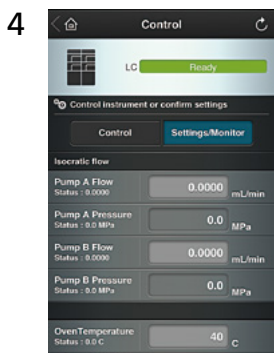 4
Control
LC Ready
Control instrument or confirm settings
Control Settings/Monitor
Isocratic flow
Pump A Flow
Status : 0.0000
0.0000 mL/min
Pump A Pressure
Status : 0.0 MPa
0.0 MPa
Pump B Flow
Status : 0.0000
0.0000 mL/min
Pump B Pressure
Status : 0.0 MPa
0.0 MPa
OvenTemperature
Status : 0.0 C
40 C